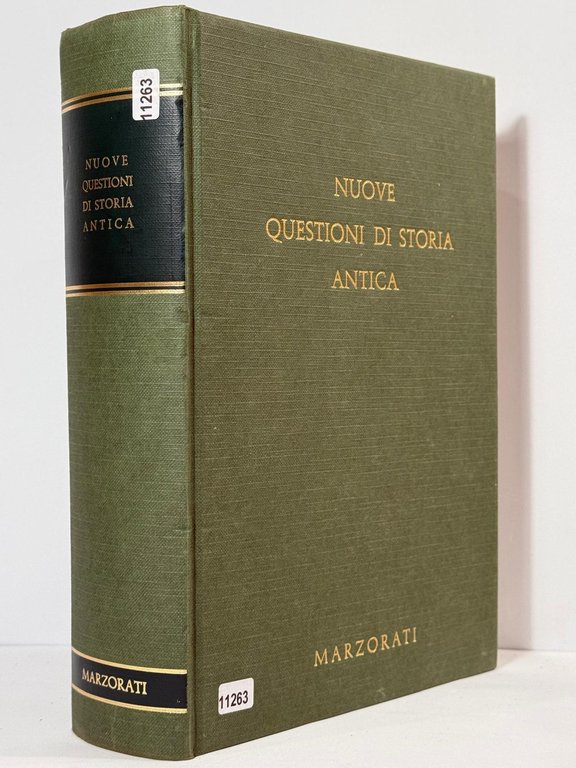 11263
NUOVE
QUESTIONI
DI STORIA
ANTICA
MARZORATI
NUOVE
QUESTIONI DI STORIA
ANTICA
MARZORATI
11263